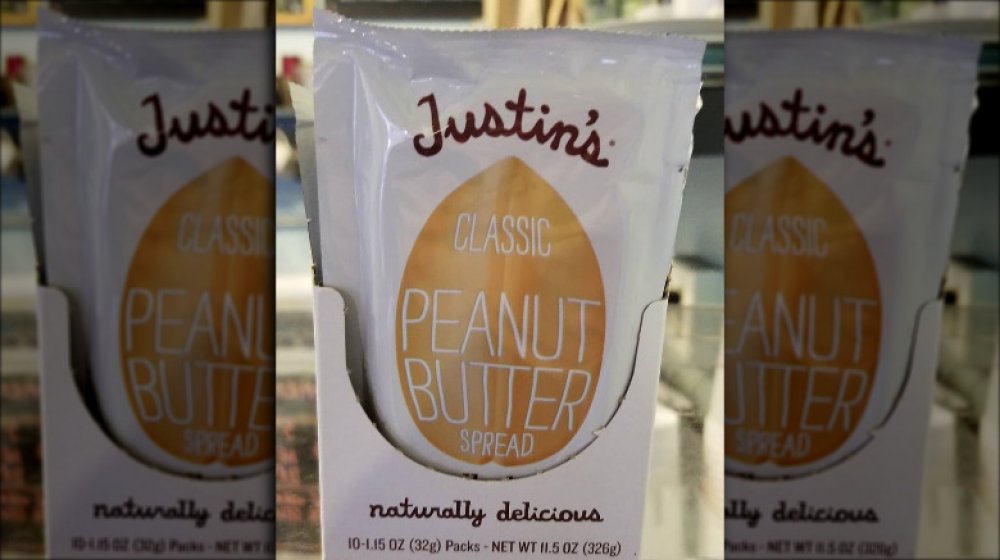 Justin's
CLASSIC
PEANUT
BUTTER
SPREAD
naturally delicious
10-1.15 OZ (32g) Packs - NET WT 11.5 OZ (326g)